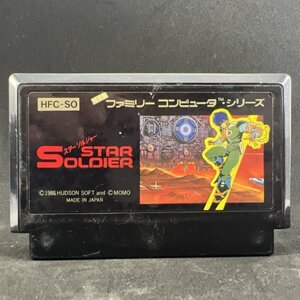 HFC-SO
ファミリー コンピュータ™シリーズ
スター・ソルジャー
STAR
SOLDIER
©1986 HUDSON SOFT and ©MOMO
MADE IN JAPAN